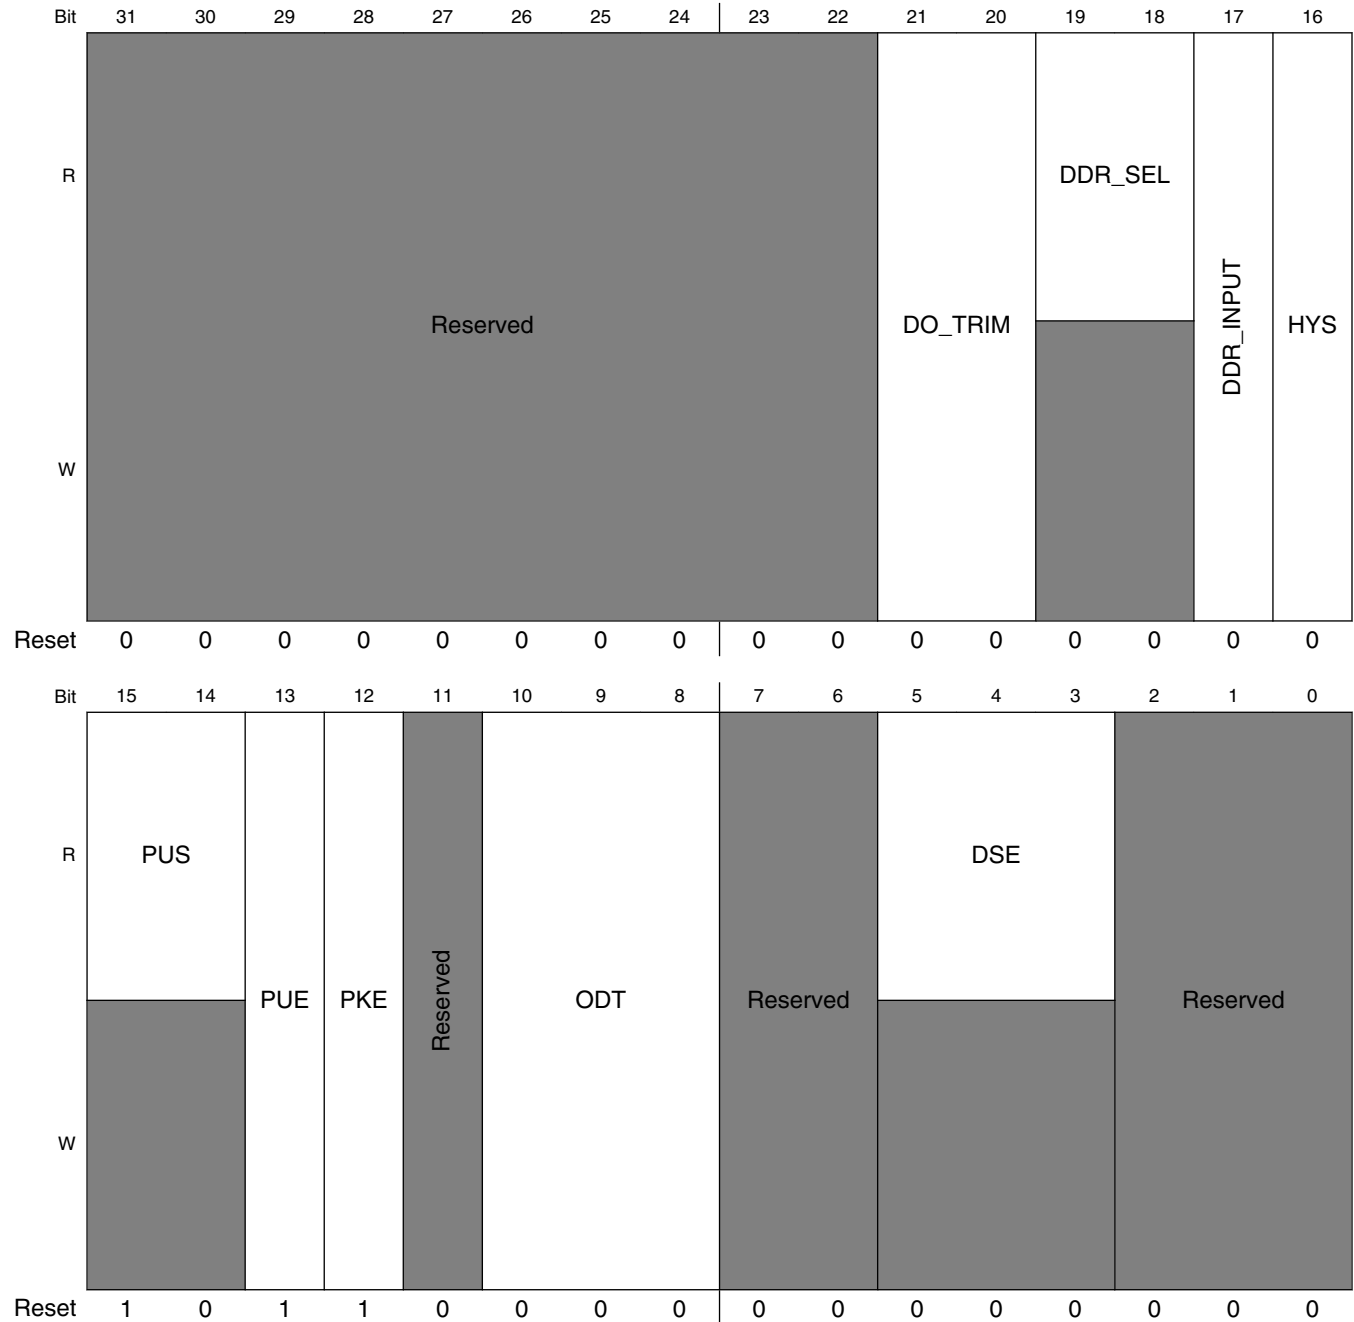 Bit 31 30 29 28 27 26 25 24 23 22 21 20 19 18 17 16
R DDR_SEL
Reserved DO_TRIM DDR_INPUT HYS
W
Reset 0 0 0 0 0 0 0 0 0 0 0 0 0 0 0 0
Bit 15 14 13 12 11 10 9 8 7 6 5 4 3 2 1 0
R PUS DSE
PUE PKE Reserved ODT Reserved Reserved
W
Reset 1 0 1 1 0 0 0 0 0 0 0 0 0 0 0 0